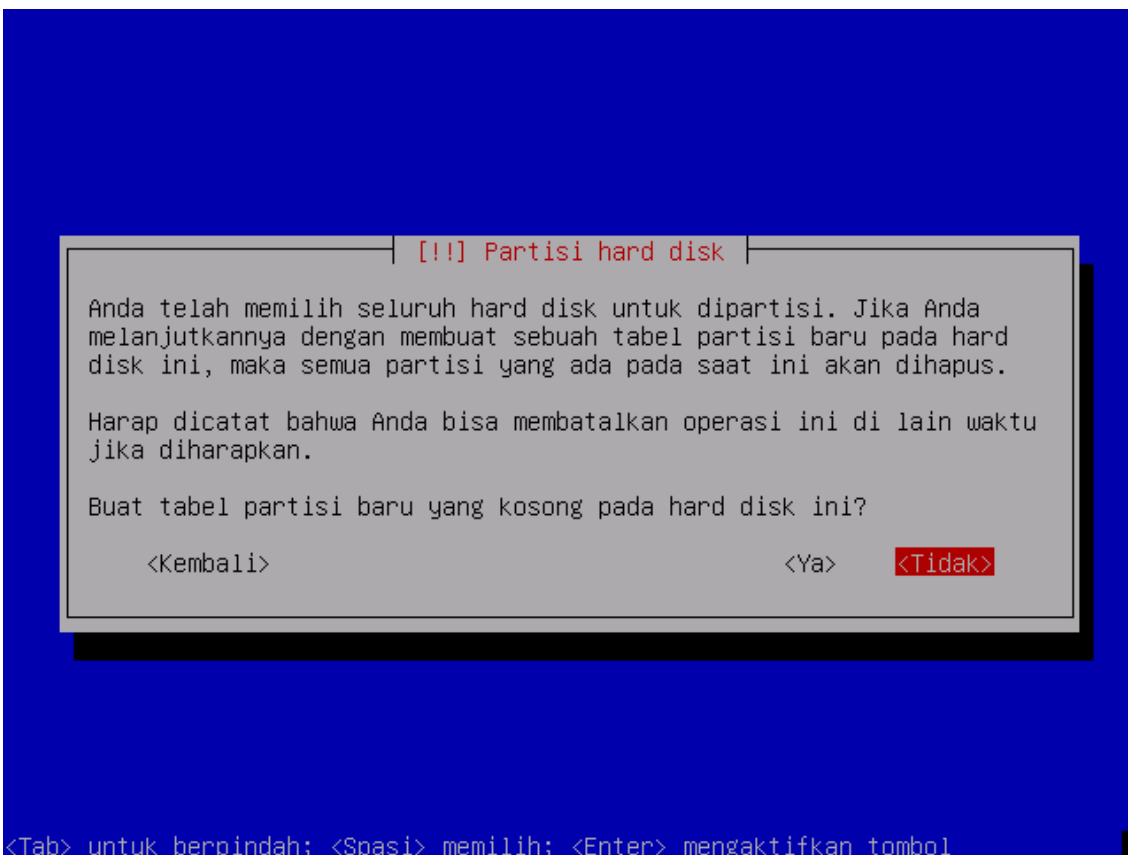 [!!] Partisi hard disk
Anda telah memilih seluruh hard disk untuk dipartisi. Jika Anda
melanjutkannya dengan membuat sebuah tabel partisi baru pada hard
disk ini, maka semua partisi yang ada pada saat ini akan dihapus.
Harap dicatat bahwa Anda bisa membatalkan operasi ini di lain waktu
jika diharapkan.
Buat tabel partisi baru yang kosong pada hard disk ini?
<Kembali> <Ya> <Tidak>
<Tab> untuk berpindah; <Spasi> memilih; <Enter> mengaktifkan tombol